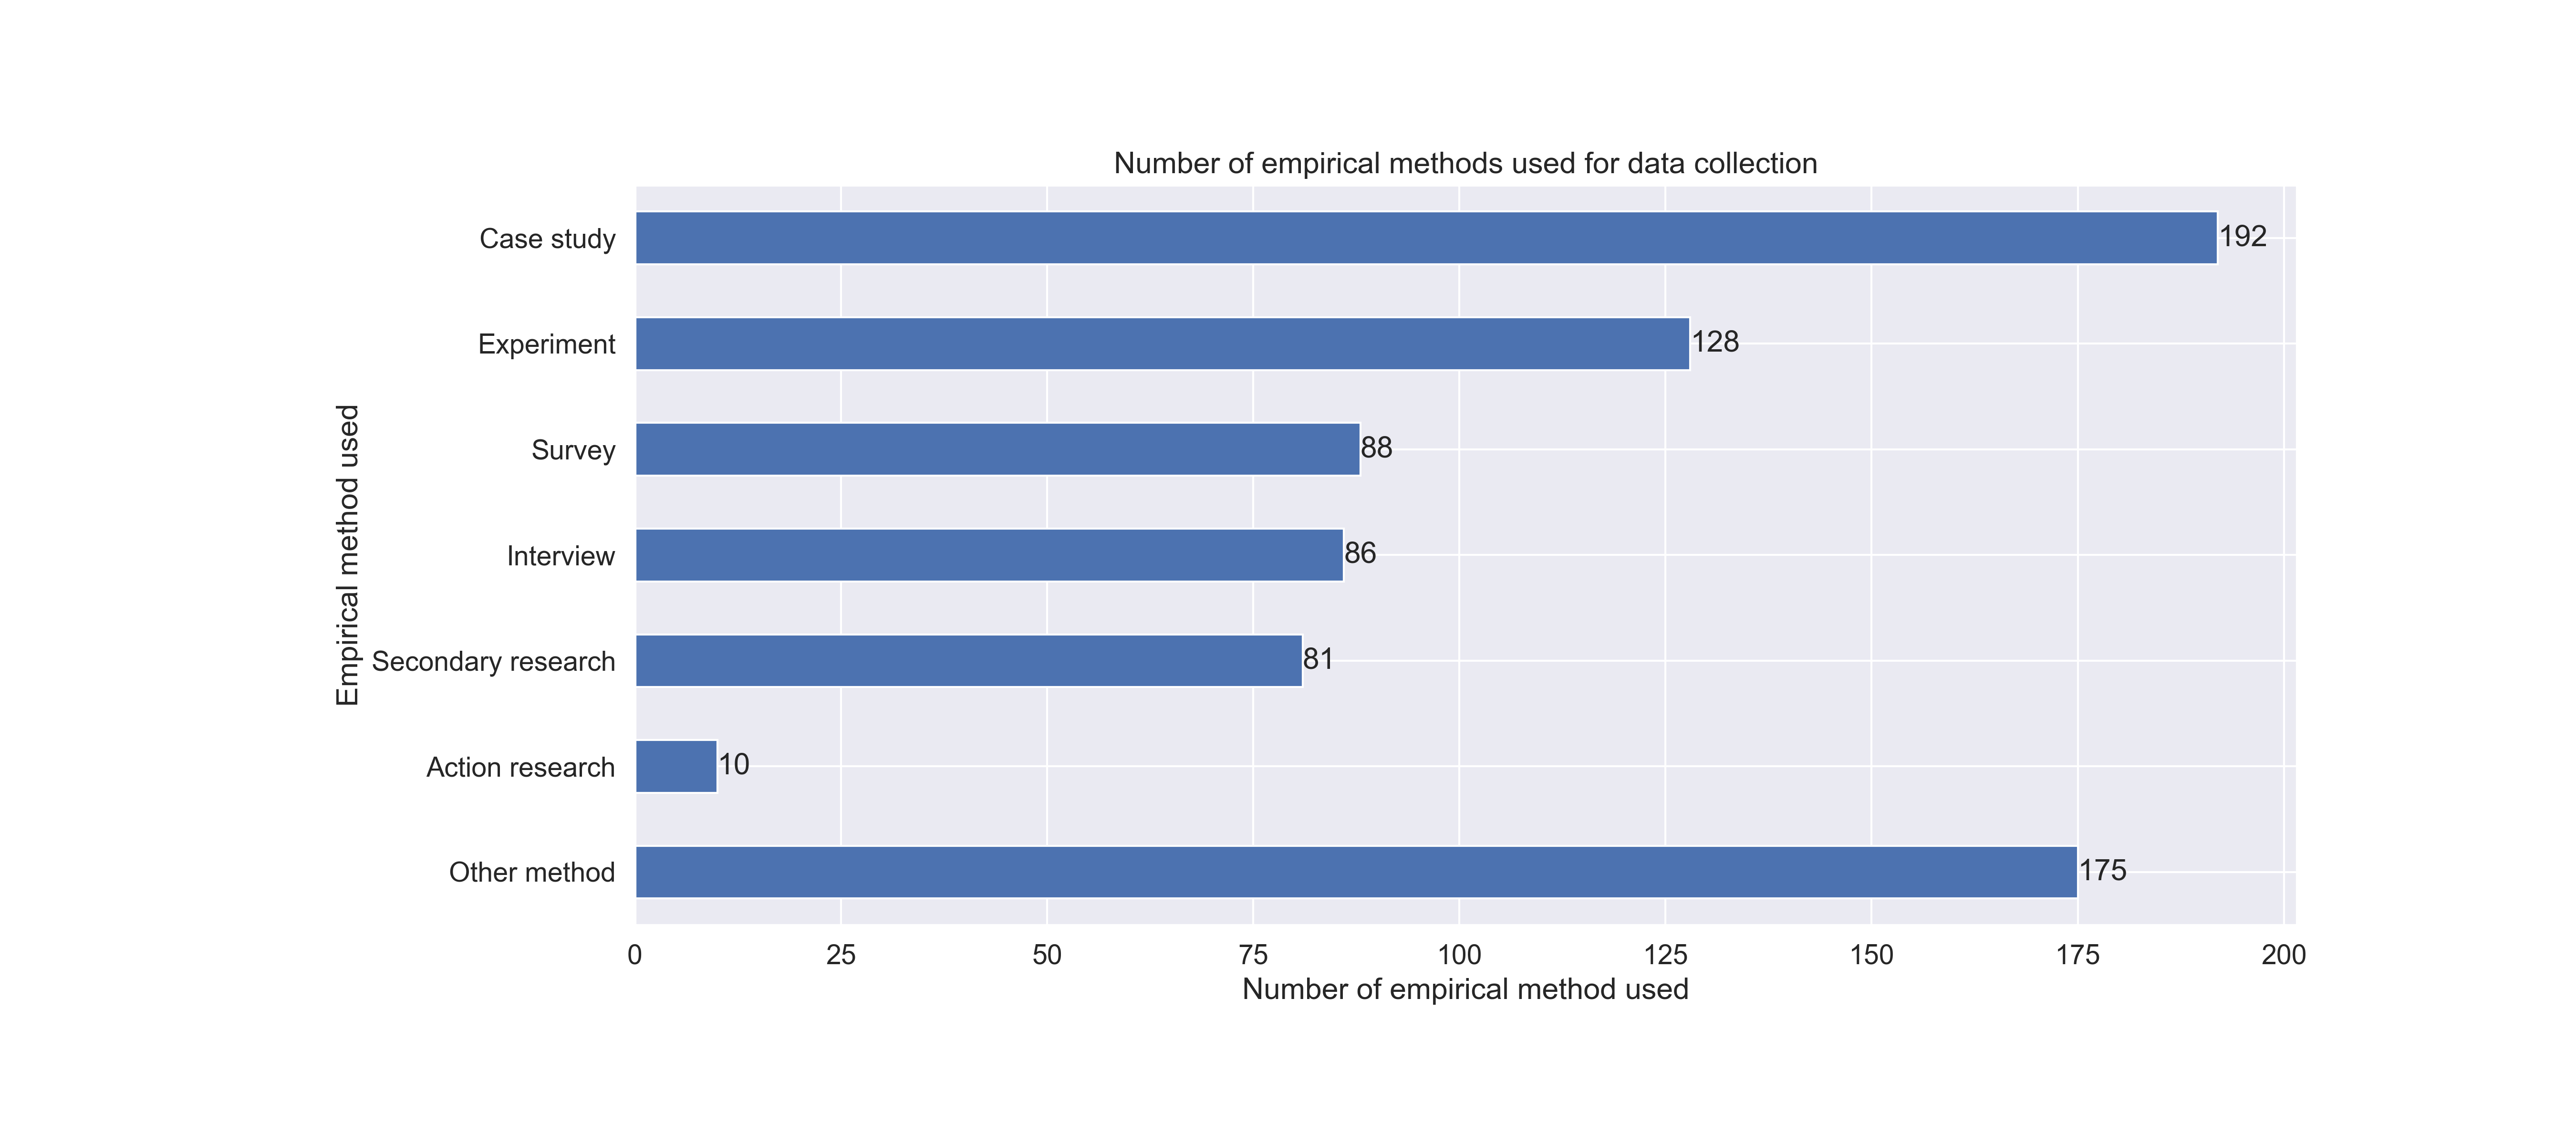 Number of empirical methods used for data collection
Empirical method used
Case study 192
Experiment 128
Survey 88
Interview 86
Secondary research 81
Action research 10
Other method 175
0 25 50 75 100 125 150 175 200
Number of empirical method used